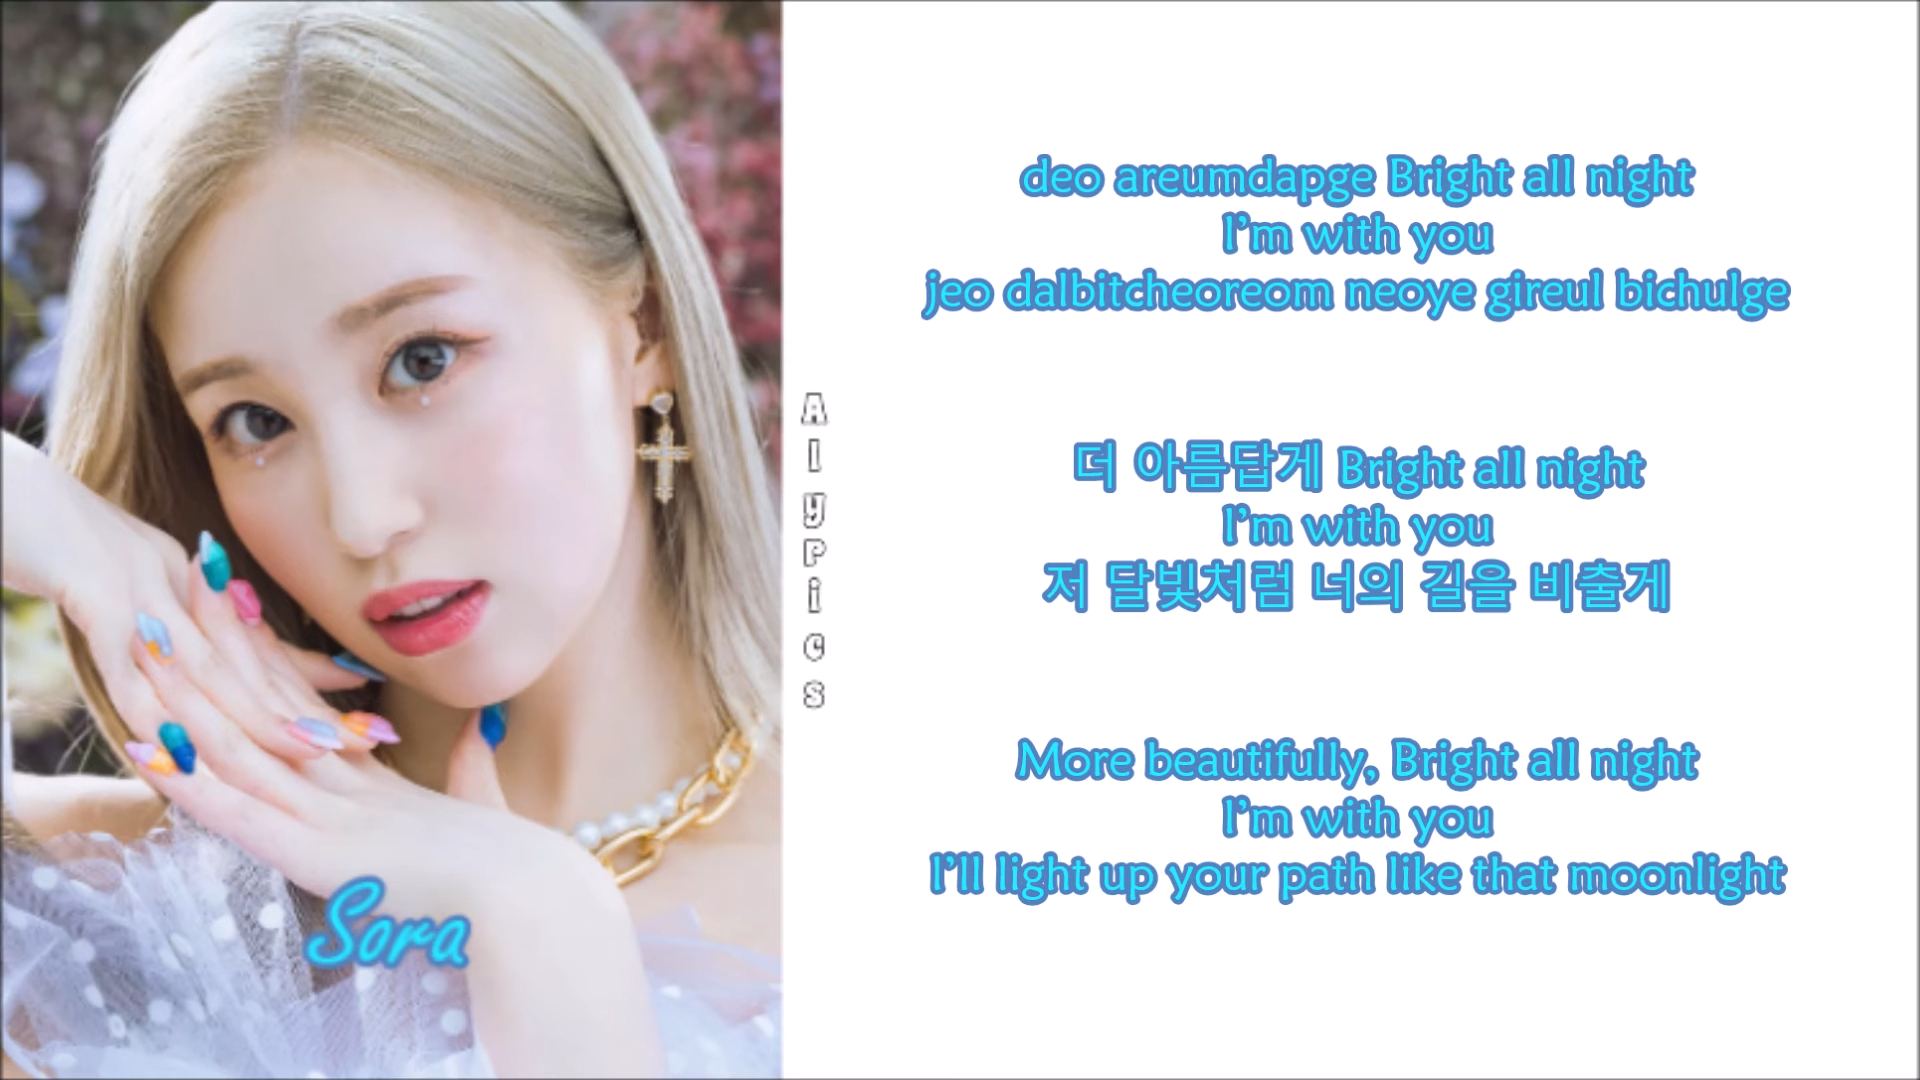 deo areumdapge Bright all night
I'm with you
jeo dalbitcheoreom neoye gireul bichulge
더 아름답게 Bright all night
I'm with you
저 달빛처럼 너의 길을 비출게
More beautifully, Bright all night
I'm with you
I'll light up your path like that moonlight
AlyPics
Sora